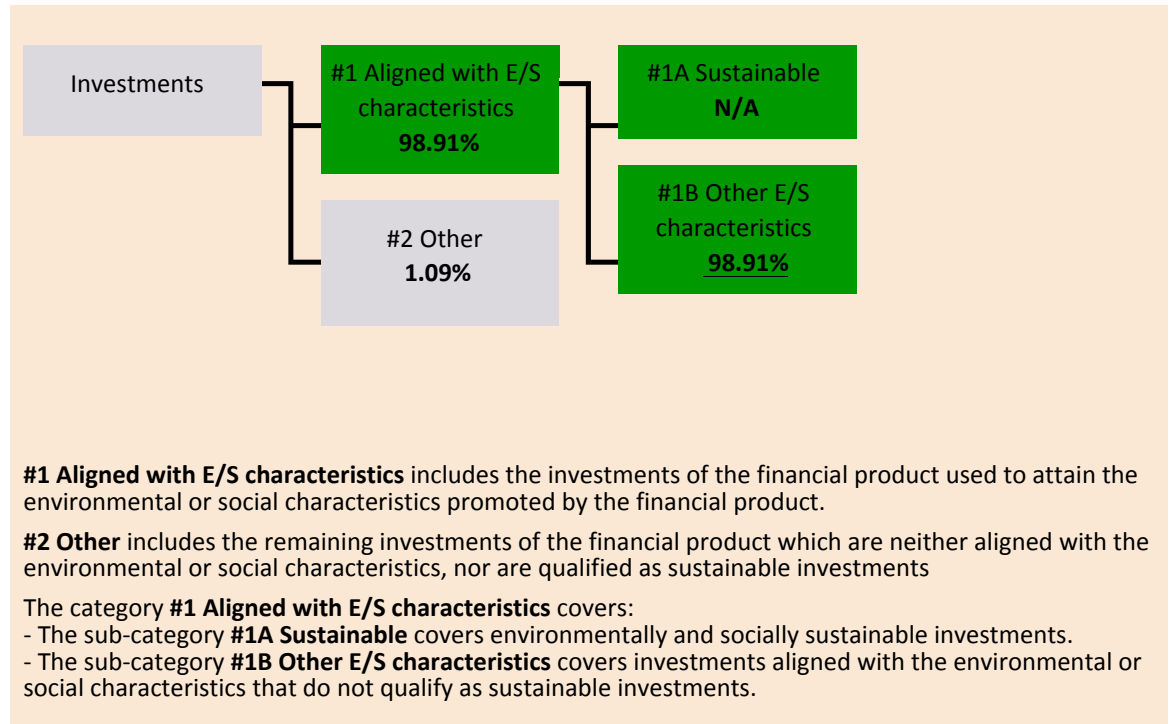 Investments
#1 Aligned with E/S
characteristics
98.91%
#2 Other
1.09%
#1A Sustainable
N/A
#1B Other E/S
characteristics
98.91%
#1 Aligned with E/S characteristics includes the investments of the financial product used to attain the
environmental or social characteristics promoted by the financial product.
#2 Other includes the remaining investments of the financial product which are neither aligned with the
environmental or social characteristics, nor are qualified as sustainable investments
The category #1 Aligned with E/S characteristics covers:
- The sub-category #1A Sustainable covers environmentally and socially sustainable investments.
- The sub-category #1B Other E/S characteristics covers investments aligned with the environmental or
social characteristics that do not qualify as sustainable investments.